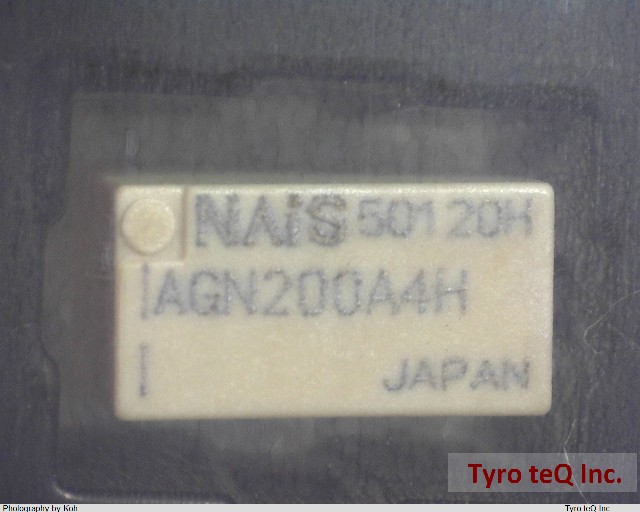 NAiS 50120H
AGN200A4H
JAPAN
Tyro teQ Inc.
Photography by Koh
Tyro teQ Inc.